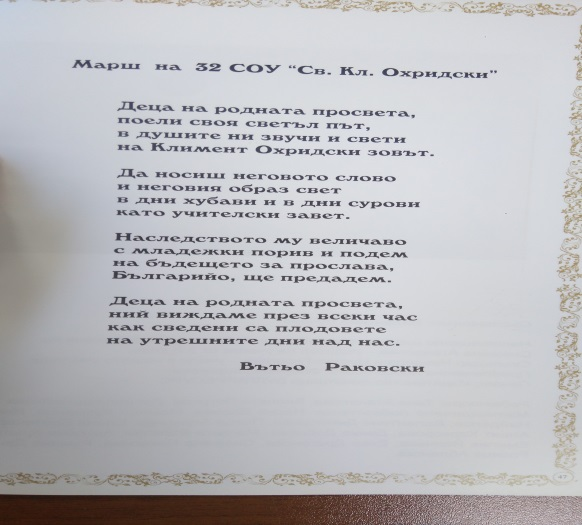 Марш на 32 СОУ "Св. Кл. Охридски"
Деца на родната просвета,
поели своя светъл път,
в душите ни звучи и свети
на Климент Охридски зовът.
Да носиш неговото слово
и неговия образ свет
в дни хубави и в дни сурови
като учителски завет.
Наследството му величаво
с младежки порив и подем
на бъдещето за прослава,
Българийо, ще предадем.
Деца на родната просвета,
ний виждаме през всеки час
как сведени са плодовете
на утрешните дни над нас.
Вътьо Раковски
47